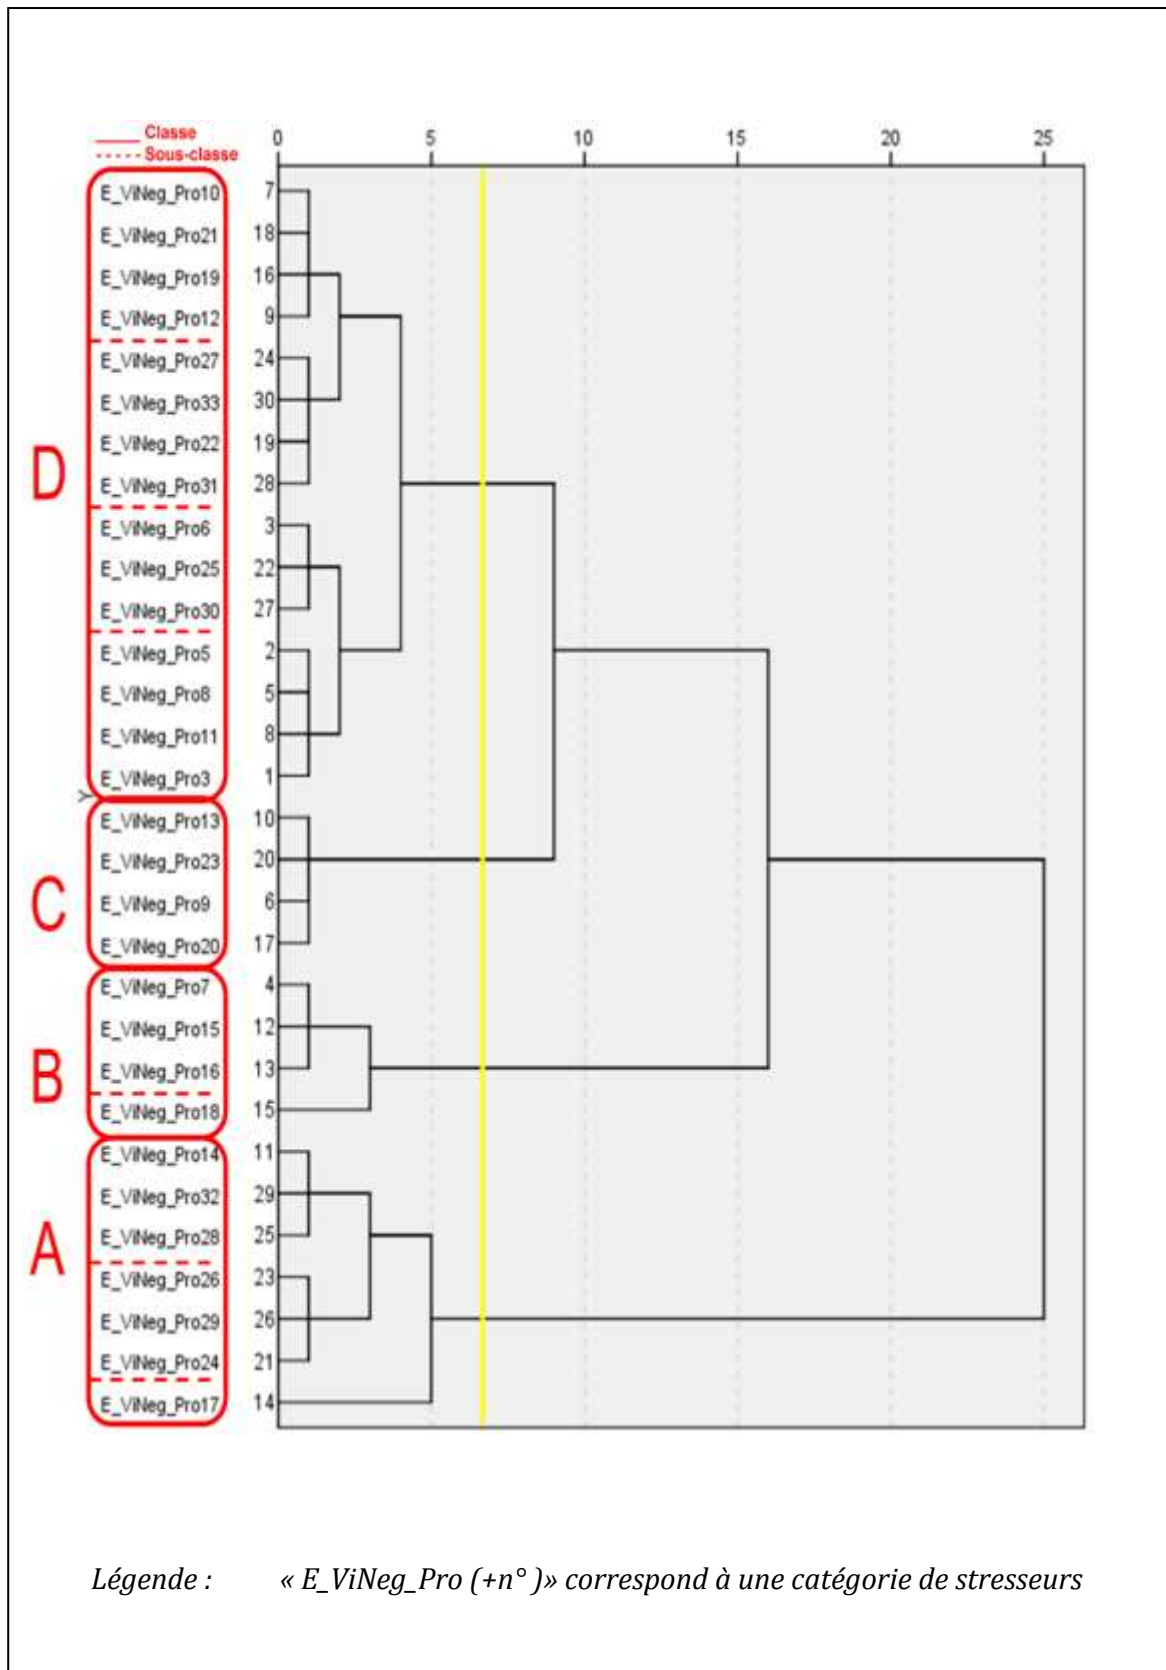 Classe
Sous-classe
0 5 10 15 20 25
E_ViNeg_Pro10 7
E_ViNeg_Pro21 18
E_ViNeg_Pro19 16
E_ViNeg_Pro12 9
E_ViNeg_Pro27 24
E_ViNeg_Pro33 30
E_ViNeg_Pro22 19
D
E_ViNeg_Pro31 28
E_ViNeg_Pro6 3
E_ViNeg_Pro25 22
E_ViNeg_Pro30 27
E_ViNeg_Pro5 2
E_ViNeg_Pro8 5
E_ViNeg_Pro11 8
E_ViNeg_Pro3 1
Y
E_ViNeg_Pro13 10
E_ViNeg_Pro23 20
C
E_ViNeg_Pro9 6
E_ViNeg_Pro20 17
E_ViNeg_Pro7 4
E_ViNeg_Pro15 12
B
E_ViNeg_Pro16 13
E_ViNeg_Pro18 15
E_ViNeg_Pro14 11
E_ViNeg_Pro32 29
A
E_ViNeg_Pro28 25
E_ViNeg_Pro26 23
E_ViNeg_Pro29 26
E_ViNeg_Pro24 21
E_ViNeg_Pro17 14
Légende : « E_ViNeg_Pro (+n° )» correspond à une catégorie de stresseurs